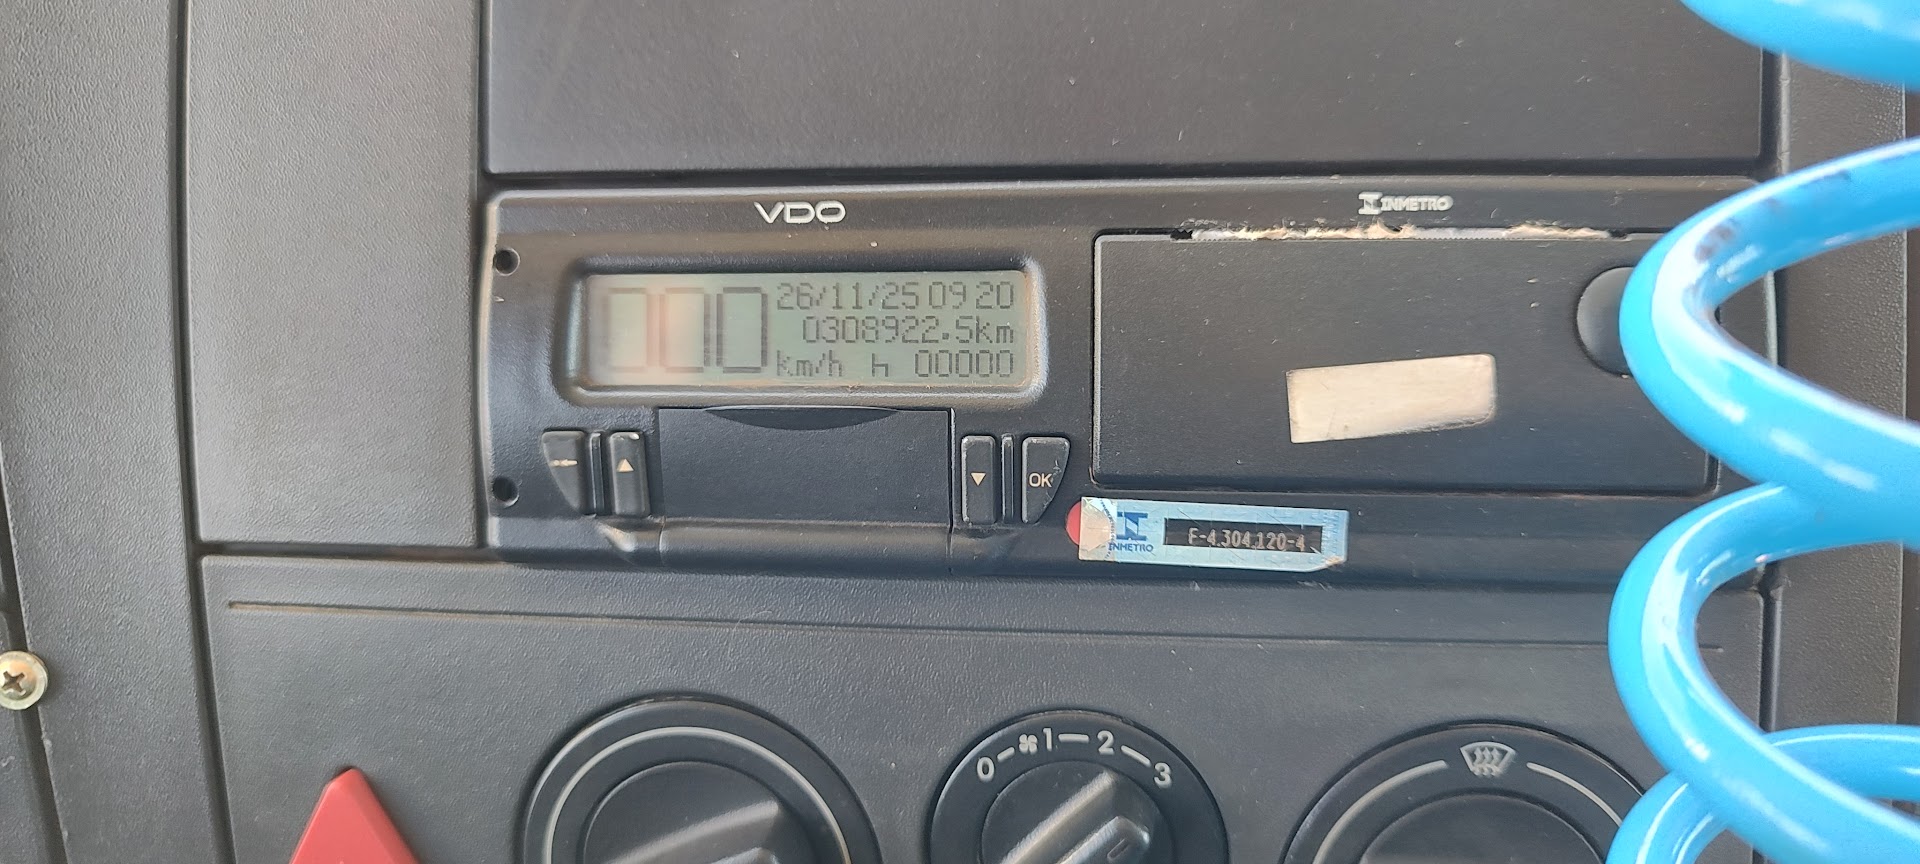 VDO
INMETRO
000
26/11/25 09 20
0308922.5km
km/h h 00000
OK
INMETRO
F-4.304.120-4
0 1 2 3